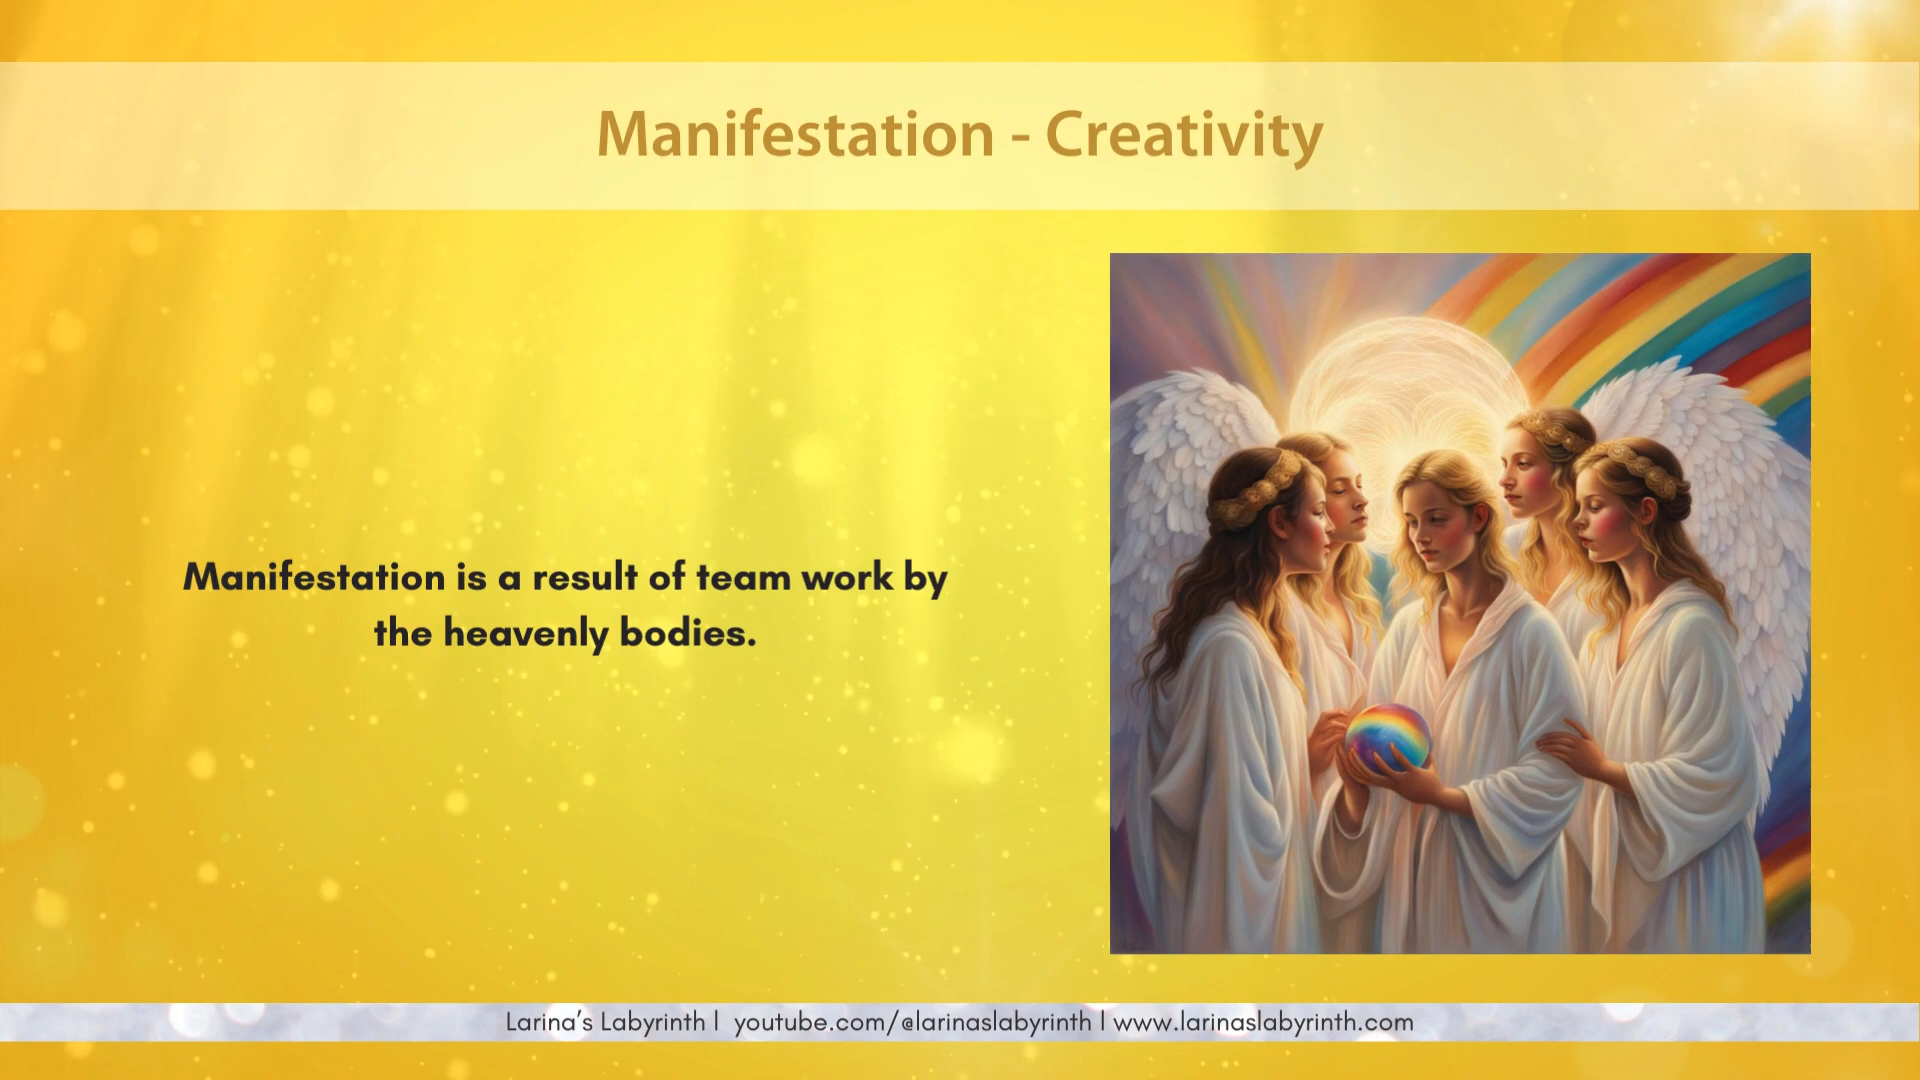 Manifestation - Creativity
Manifestation is a result of team work by
the heavenly bodies.
Larina’s Labyrinth | youtube.com/@larinaslabyrinth | www.larinaslabyrinth.com